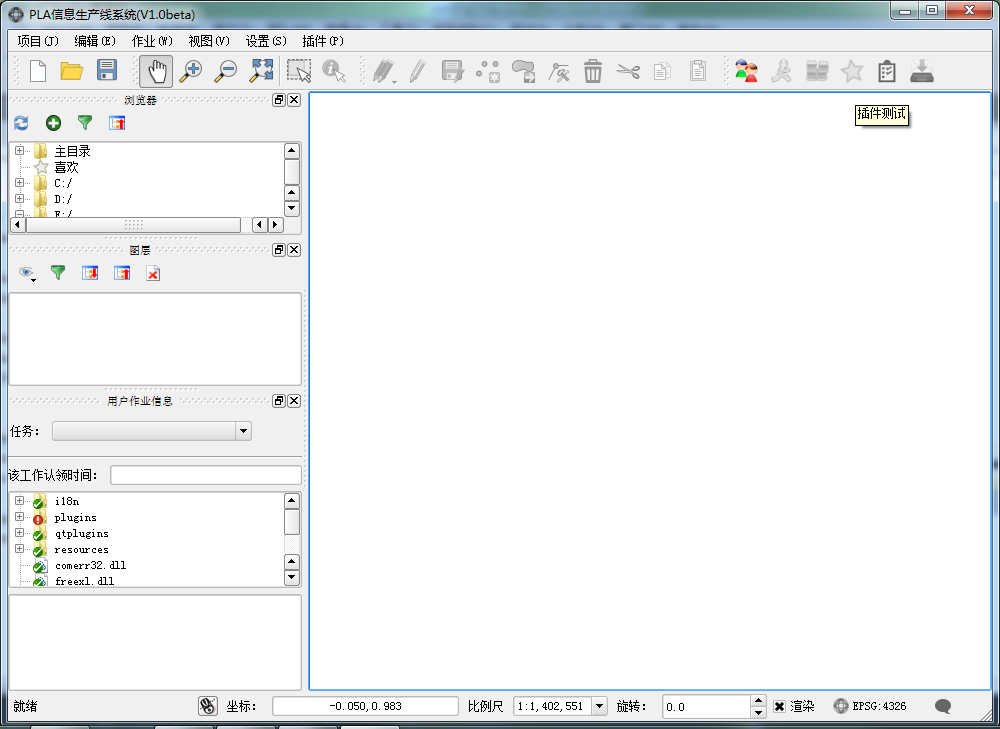 PLA信息生产线系统(V1.0beta)
项目(J) 编辑(E) 作业(W) 视图(V) 设置(S) 插件(P)
浏览器
插件测试
主目录
喜欢
C:/
D:/
E:/
图层
用户作业信息
任务:
该工作认领时间:
i18n
plugins
qtplugins
resources
comerr32.dll
freexl.dll
就绪 坐标: -0.050,0.983 比例尺 1:1,402,551 旋转: 0.0 渲染 EPSG:4326